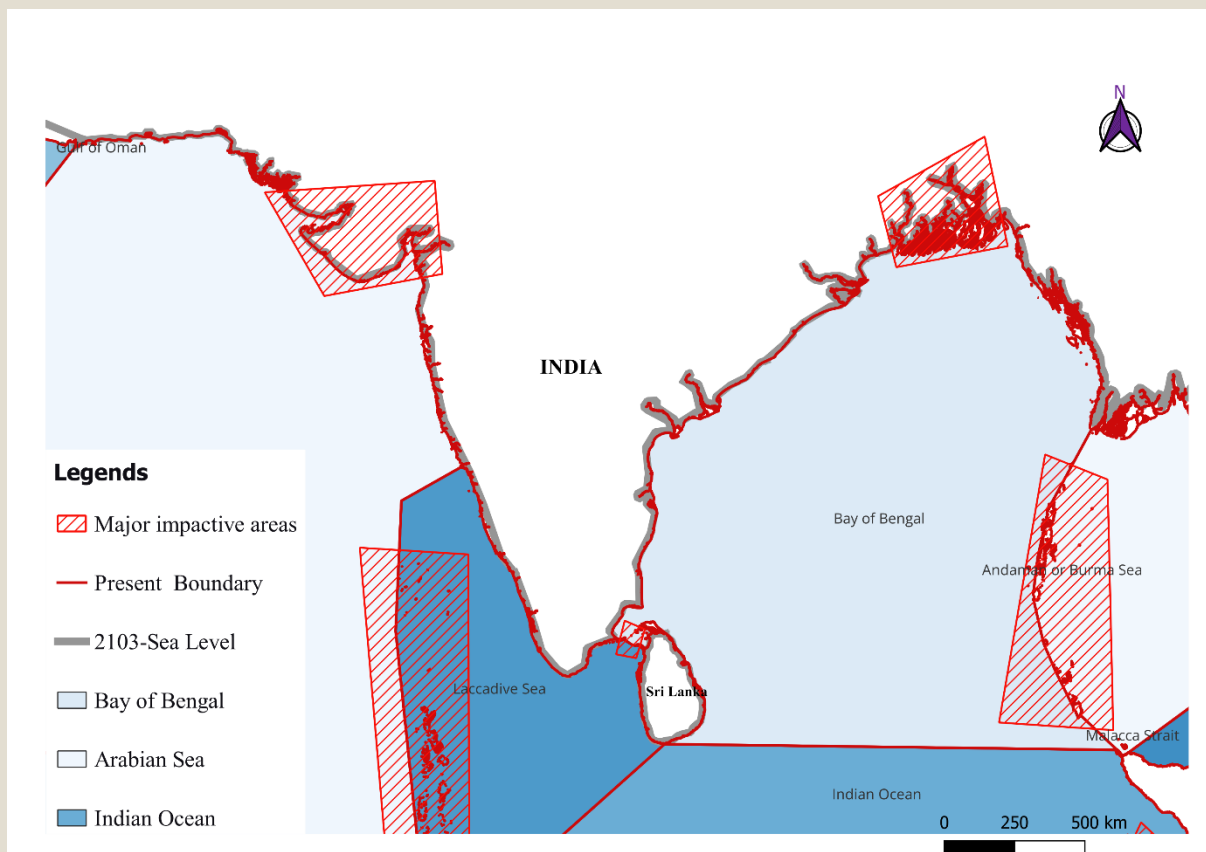 N
Gulf of Oman
INDIA
Legends
Major impactive areas
Present Boundary
2103-Sea Level
Bay of Bengal
Arabian Sea
Indian Ocean
Bay of Bengal
Andaman or Burma Sea
Laccadive Sea
Sri Lanka
Malacca Strait
Indian Ocean
0 250 500 km